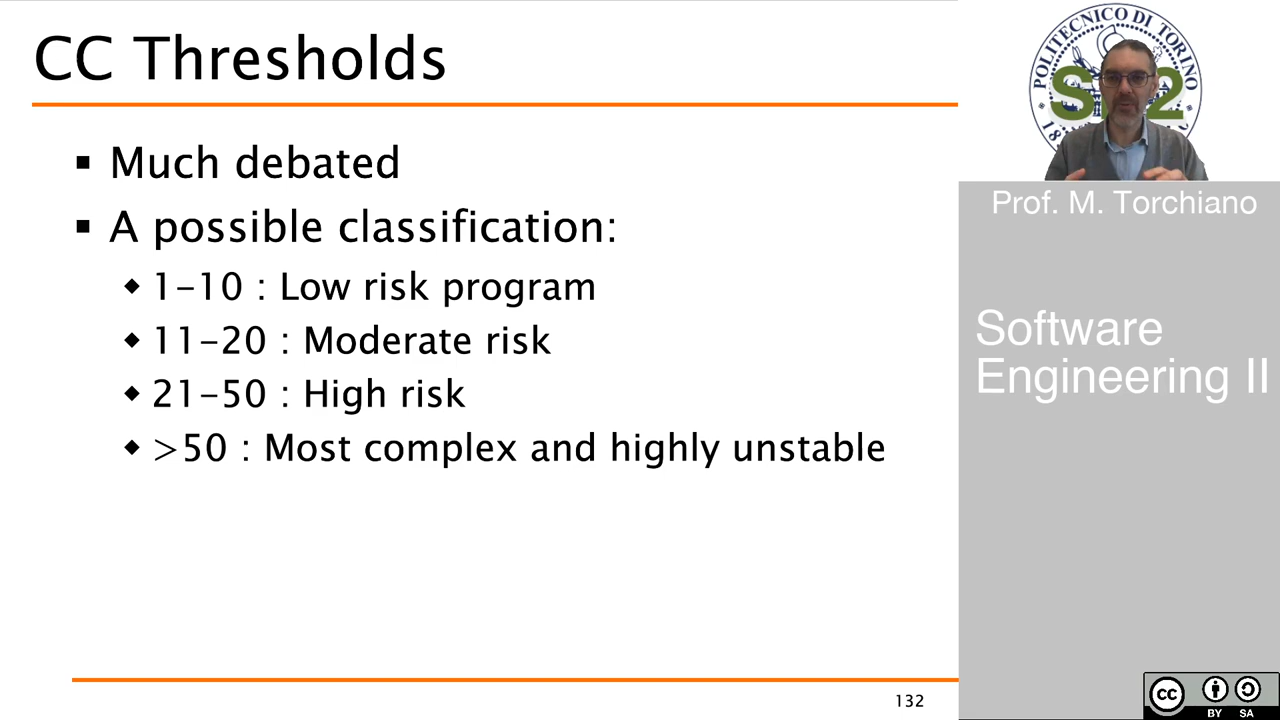 CC Thresholds
Much debated
A possible classification:
1-10 : Low risk program
11-20 : Moderate risk
21-50 : High risk
>50 : Most complex and highly unstable
132
POLITECNICO DI TORINO
Prof. M. Torchiano
Software
Engineering II
cc
BY SA